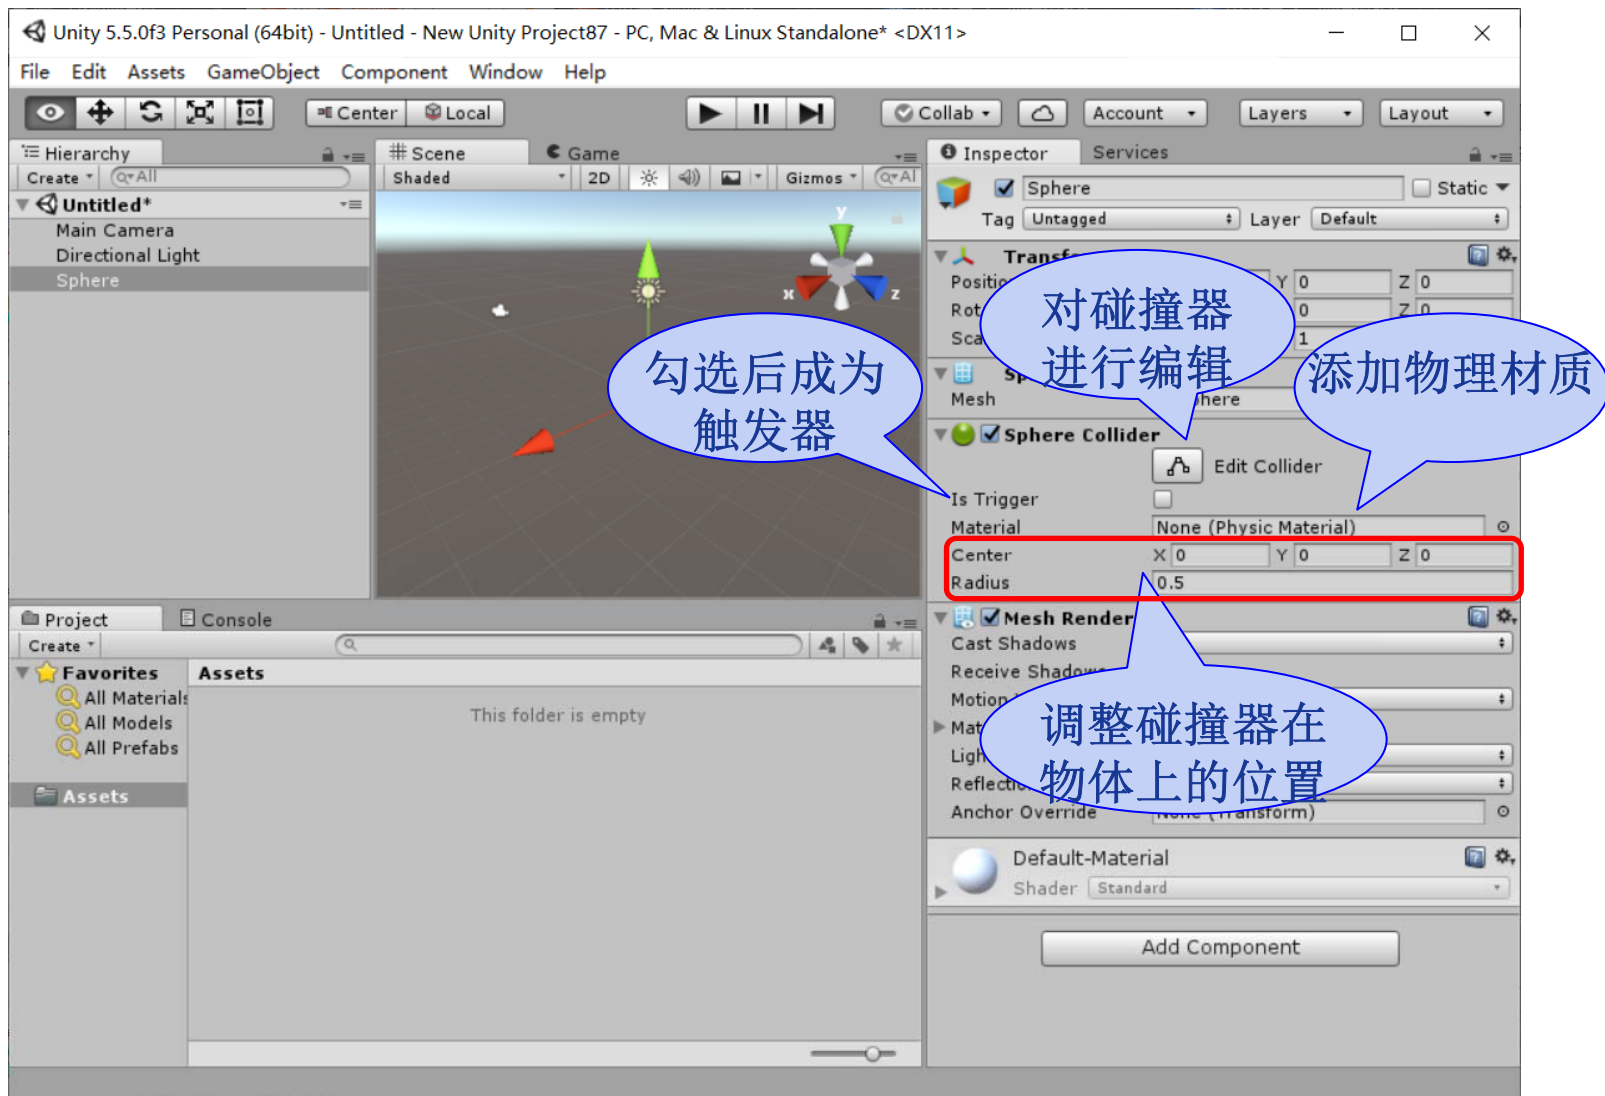 Unity 5.5.0f3 Personal (64bit) - Untitled - New Unity Project87 - PC, Mac & Linux Standalone* <DX11>
File Edit Assets GameObject Component Window Help
Center Local Collab Account Layers Layout
Hierarchy
Create All
Untitled*
Main Camera
Directional Light
Sphere
Scene Game
Shaded 2D Gizmos Al
y
x z
勾选后成为
触发器
Inspector Services
Sphere Static
Tag Untagged Layer Default
Y 0 Z 0
0 Z 0
1
对碰撞器
进行编辑
添加物理材质
Mesh
Sphere Collider
Edit Collider
Is Trigger
Material None (Physic Material)
Center X 0 Y 0 Z 0
Radius 0.5
Mesh Render
Cast Shadows
Receive Shadows
调整碰撞器在
物体上的位置
Anchor Override None (Transform)
Default-Material
Shader Standard
Add Component
Project Console
Create
Favorites
All Materials
All Models
All Prefabs
Assets
Assets
This folder is empty